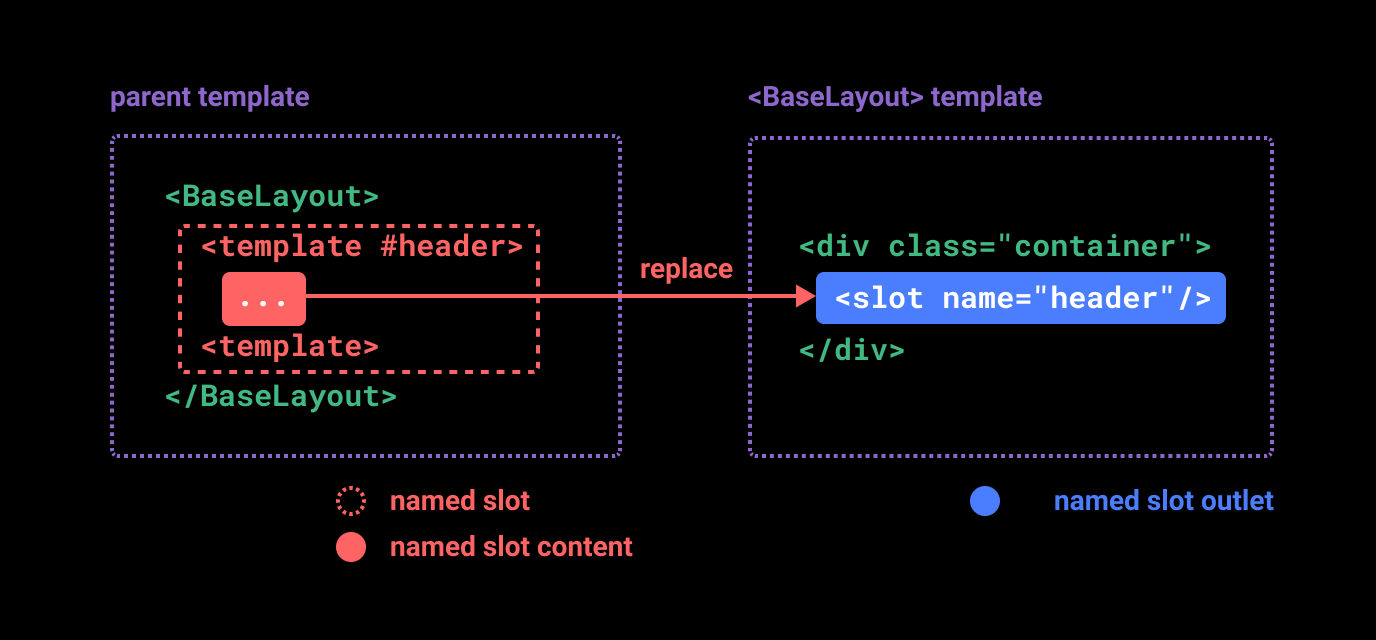 parent template
<BaseLayout>
<template #header>
...
<template>
</BaseLayout>
named slot
named slot content
replace
<BaseLayout> template
<div class="container">
<slot name="header"/>
</div>
named slot outlet